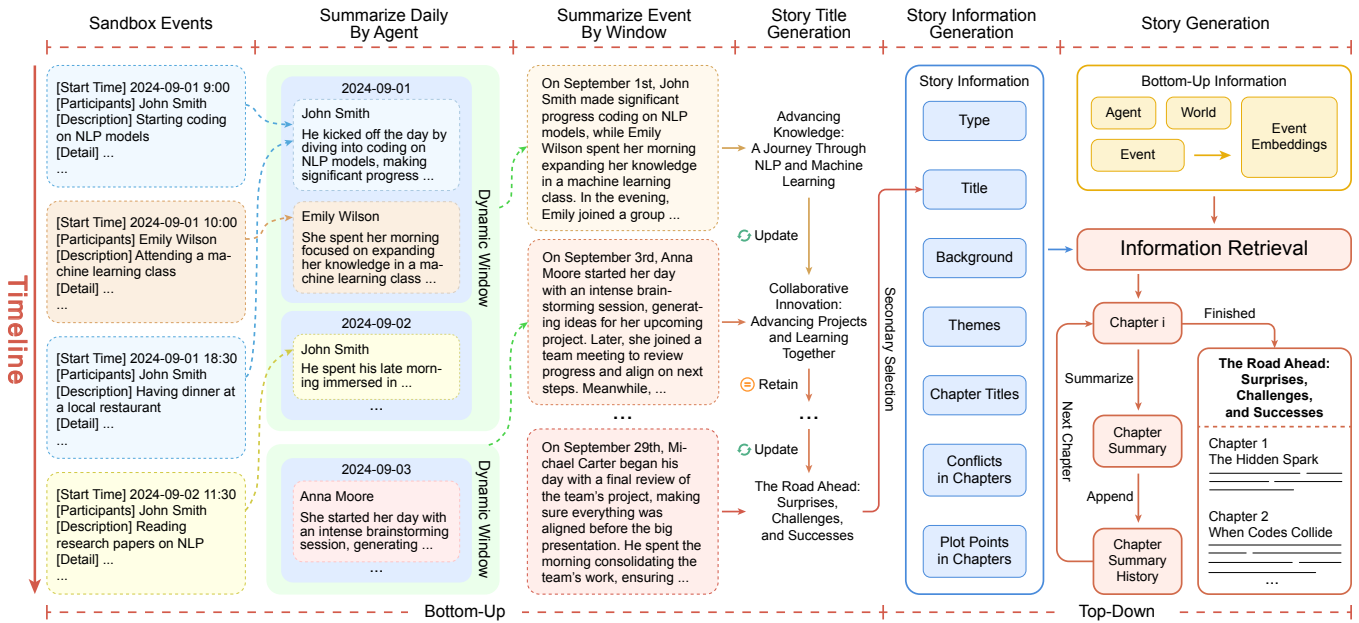 Sandbox Events
Summarize Daily
By Agent
Summarize Event
By Window
Story Title
Generation
Story Information
Generation
Story Generation
Timeline
[Start Time] 2024-09-01 9:00
[Participants] John Smith
[Description] Starting coding
on NLP models
[Detail] ...
...
[Start Time] 2024-09-01 10:00
[Participants] Emily Wilson
[Description] Attending a ma-
chine learning class
[Detail] ...
...
[Start Time] 2024-09-01 18:30
[Participants] John Smith
[Description] Having dinner at
a local restaurant
[Detail] ...
...
[Start Time] 2024-09-02 11:30
[Participants] John Smith
[Description] Reading
research papers on NLP
[Detail] ...
...
2024-09-01
John Smith
He kicked off the day by
diving into coding on
NLP models, making
significant progress ...
Emily Wilson
She spent her morning
focused on expanding
her knowledge in a ma-
chine learning class ...
2024-09-02
John Smith
He spent his late morn-
ing immersed in ...
...
Dynamic Window
2024-09-03
Anna Moore
She started her day with
an intense brainstorming
session, generating ...
...
Dynamic Window
On September 1st, John
Smith made significant
progress coding on NLP
models, while Emily
Wilson spent her morning
expanding her knowledge
in a machine learning
class. In the evening,
Emily joined a group ...
On September 3rd, Anna
Moore started her day
with an intense brain-
storming session, generat-
ing ideas for her upcoming
project. Later, she joined a
team meeting to review
progress and align on next
steps. Meanwhile, ...
...
On September 29th, Mi-
chael Carter began his
day with a final review of
the team's project, making
sure everything was
aligned before the big
presentation. He spent the
morning consolidating the
team's work, ensuring ...
Advancing
Knowledge:
A Journey Through
NLP and Machine
Learning
Update
Collaborative
Innovation:
Advancing Projects
and Learning
Together
Retain
...
Update
The Road Ahead:
Surprises,
Challenges,
and Successes
Secondary Selection
Story Information
Type
Title
Background
Themes
Chapter Titles
Conflicts
in Chapters
Plot Points
in Chapters
Bottom-Up Information
Agent
World
Event
Event
Embeddings
Information Retrieval
Chapter i
Finished
Summarize
Chapter
Summary
Append
Chapter
Summary
History
Next Chapter
The Road Ahead:
Surprises,
Challenges,
and Successes
Chapter 1
The Hidden Spark
Chapter 2
When Codes Collide
...
Bottom-Up
Top-Down